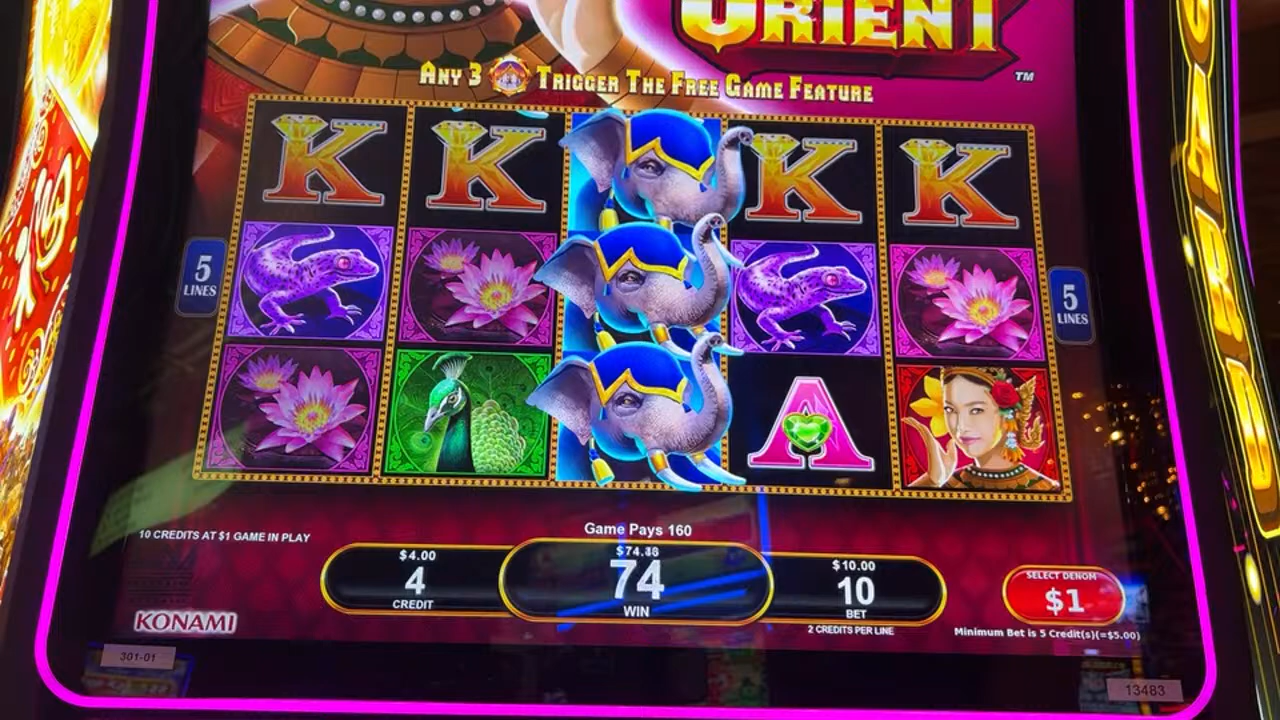 ORIENT
™
ANY 3 TRIGGER THE FREE GAME FEATURE
K K K K
5
LINES
5
LINES
A
Game Pays 160
10 CREDITS AT $1 GAME IN PLAY
$4.00
4
CREDIT
74
WIN
$10.00
10
BET
2 CREDITS PER LINE
SELECT DENOM
$1
Minimum Bet is 5 Credit(s)(=$5.00)
KONAMI
301-01
13483